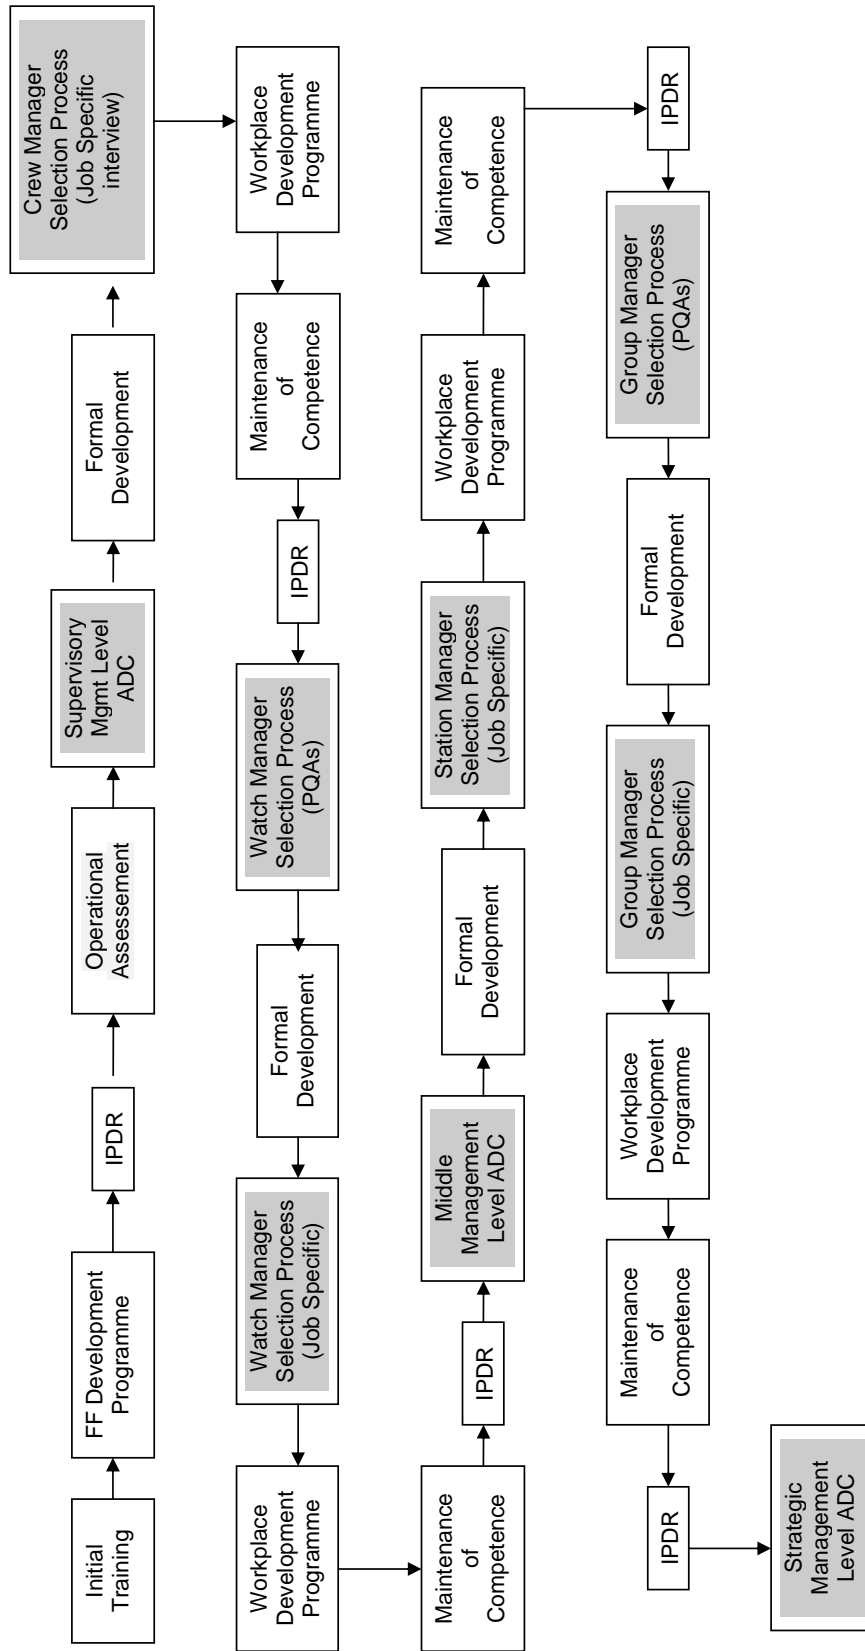 Initial
Training
FF Development
Programme
IPDR
Operational
Assessment
Supervisory
Mgmt Level
ADC
Formal
Development
Crew Manager
Selection Process
(Job Specific
interview)
Workplace
Development
Programme
Maintenance
of
Competence
IPDR
Watch Manager
Selection Process
(PQAs)
Formal
Development
Watch Manager
Selection Process
(Job Specific)
Workplace
Development
Programme
Maintenance
of
Competence
IPDR
Middle
Management
Level ADC
Formal
Development
Station Manager
Selection Process
(Job Specific)
Workplace
Development
Programme
Maintenance
of
Competence
IPDR
Group Manager
Selection Process
(PQAs)
Formal
Development
Group Manager
Selection Process
(Job Specific)
Workplace
Development
Programme
Maintenance
of
Competence
IPDR
Strategic
Management
Level ADC